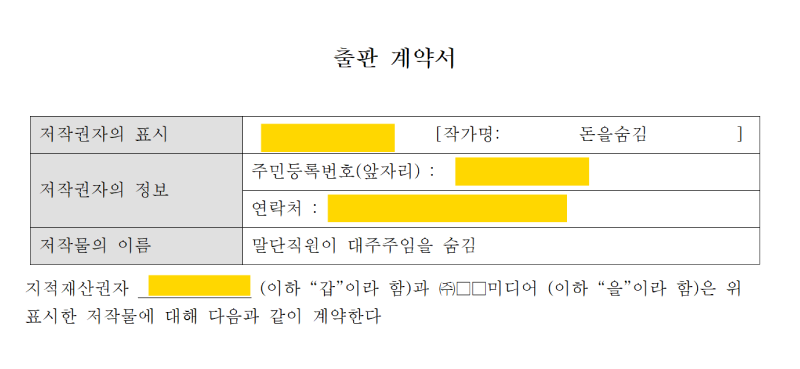 출판 계약서
저작권자의 표시 [작가명: 돈을숨김 ]
저작권자의 정보
주민등록번호(앞자리) :
연락처 :
저작물의 이름 말단직원이 대주주임을 숨김
지적재산권자 (이하 “갑”이라 함)과 ㈜□□미디어 (이하 “을”이라 함)은 위
표시한 저작물에 대해 다음과 같이 계약한다